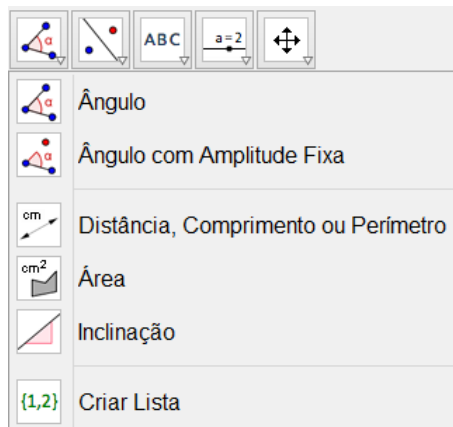 α ABC a=2
α Ângulo
α Ângulo com Amplitude Fixa
cm Distância, Comprimento ou Perímetro
cm² Área
Inclinação
{1,2} Criar Lista